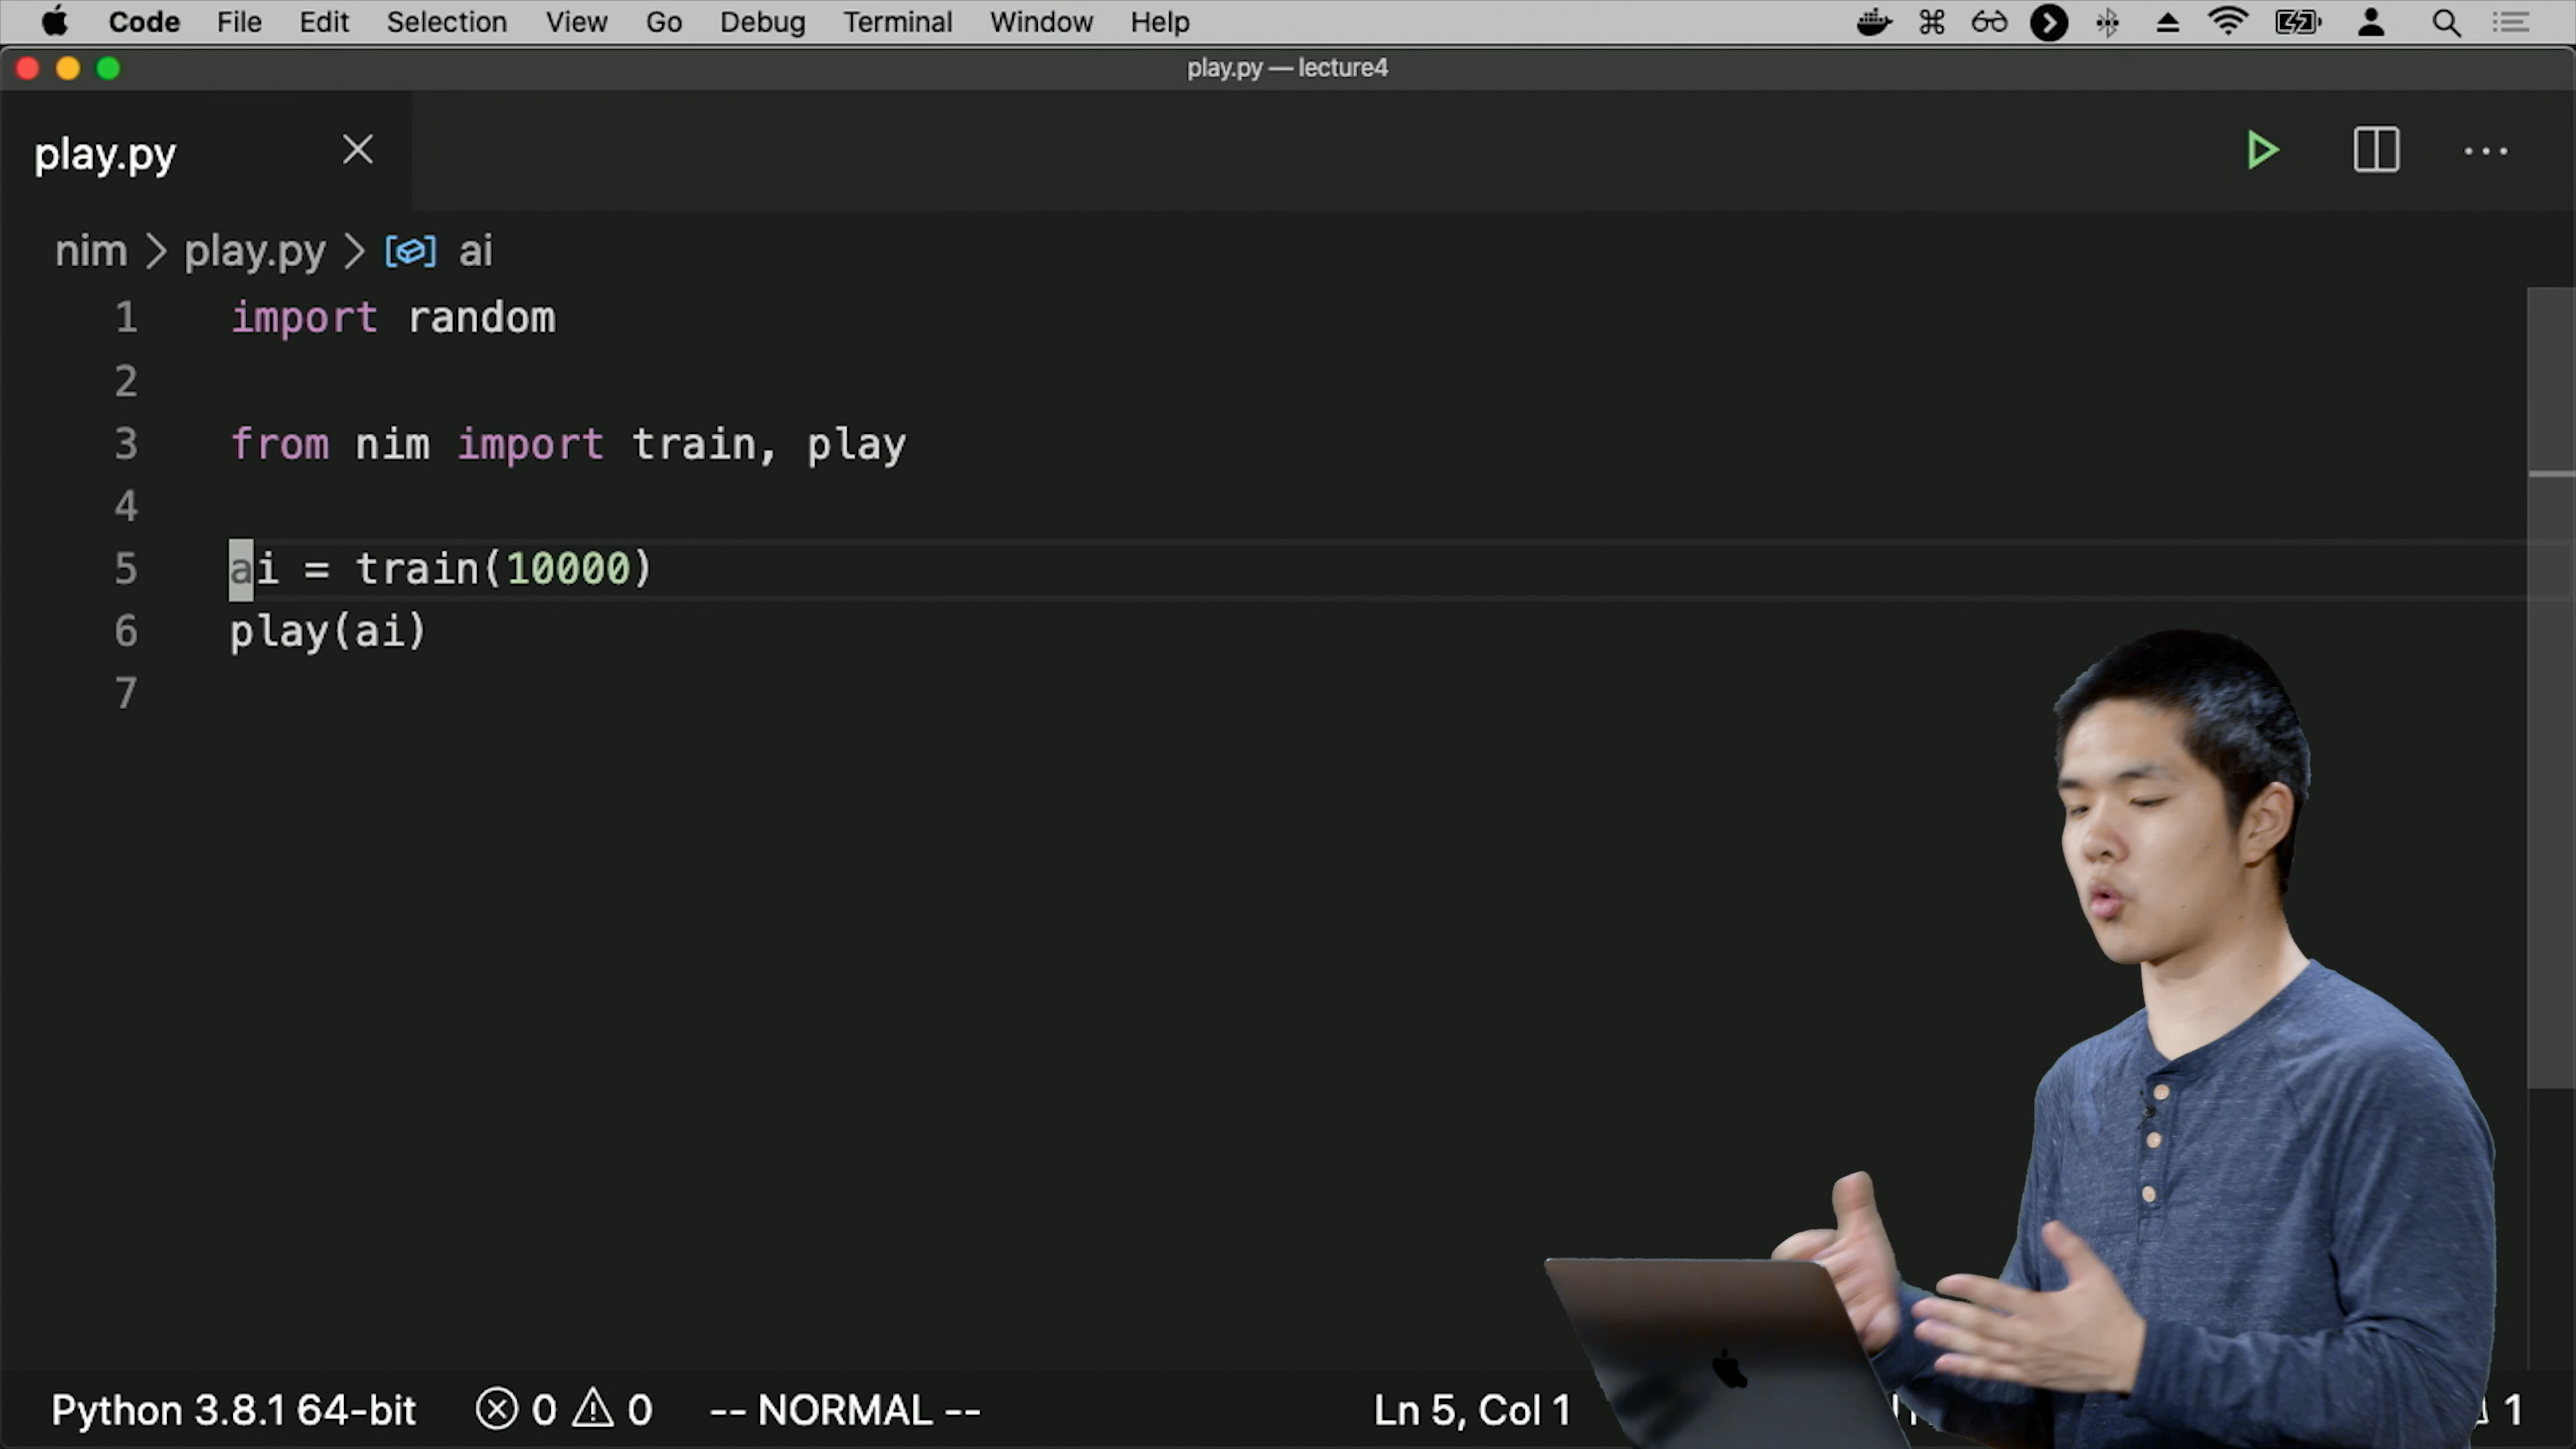 Code File Edit Selection View Go Debug Terminal Window Help
play.py — lecture4
play.py
nim > play.py > ai
1 import random
2
3 from nim import train, play
4
5 ai = train(10000)
6 play(ai)
7
Python 3.8.1 64-bit 0 0 -- NORMAL -- Ln 5, Col 1 1